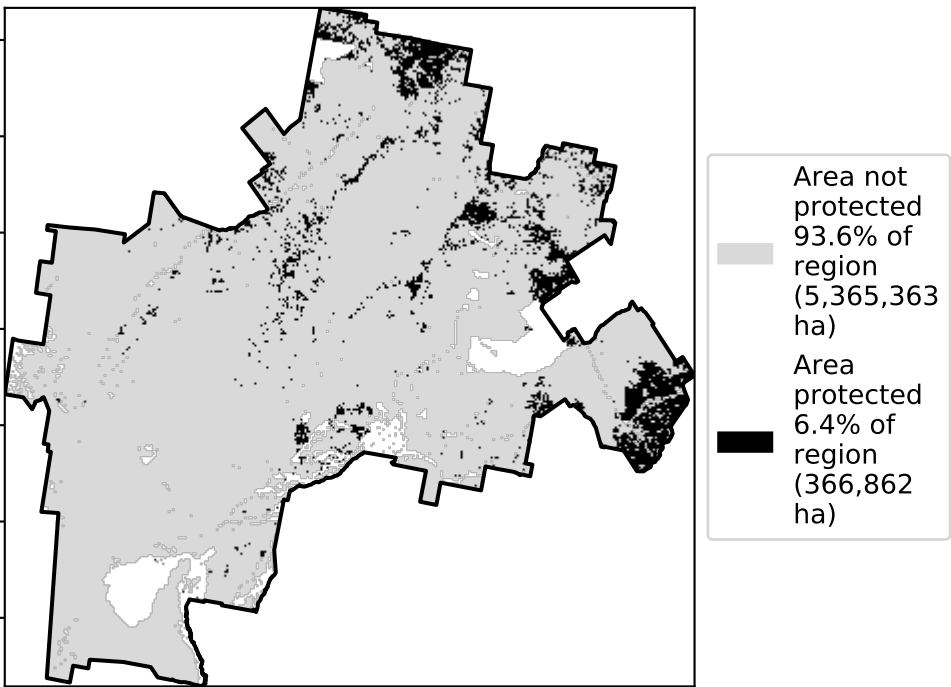 Area not
protected
93.6% of
region
(5,365,363
ha)
Area
protected
6.4% of
region
(366,862
ha)